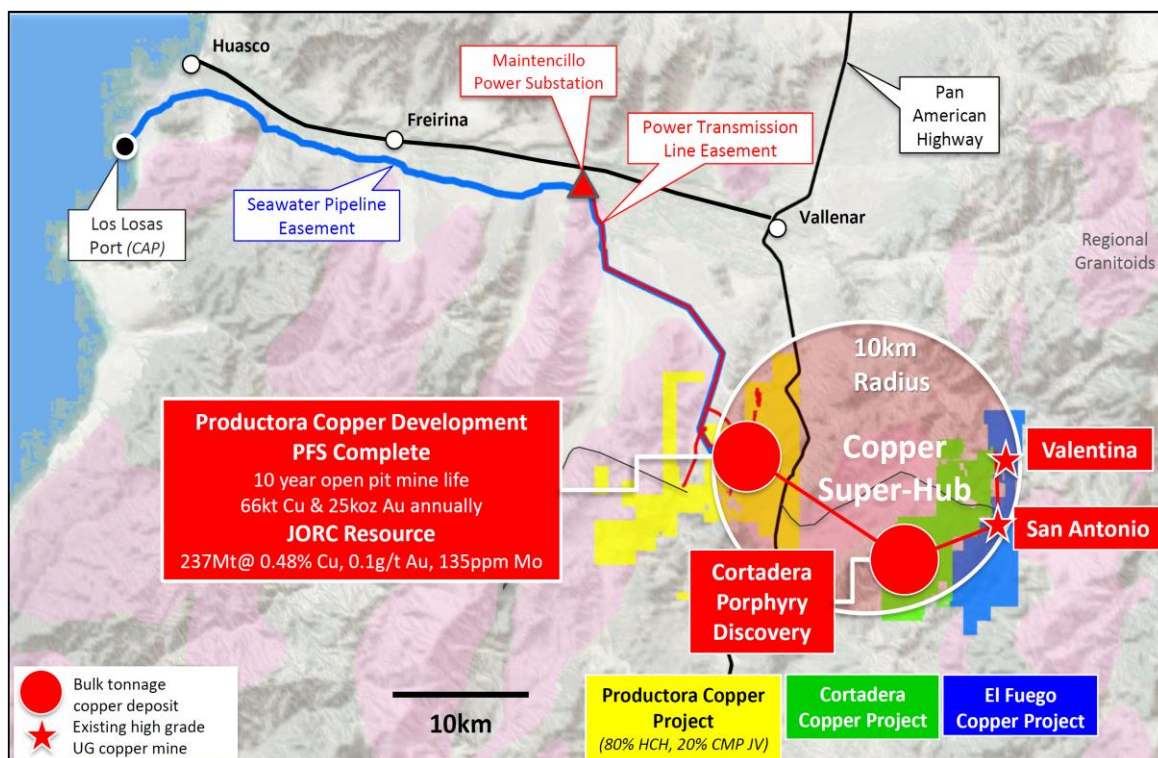 Huasco
Maintencillo
Power Substation
Pan
American
Highway
Freirina
Power Transmission
Line Easement
Seawater Pipeline
Easement
Los Losas
Port (CAP)
Vallenar
Regional
Granitoids
10km
Radius
Copper
Super-Hub
Productora Copper Development
PFS Complete
10 year open pit mine life
66kt Cu & 25koz Au annually
JORC Resource
237Mt@ 0.48% Cu, 0.1g/t Au, 135ppm Mo
Valentina
San Antonio
Cortadera
Porphyry
Discovery
Bulk tonnage
copper deposit
Existing high grade
UG copper mine
10km
Productora Copper
Project
(80% HCH, 20% CMP JV)
Cortadera
Copper Project
El Fuego
Copper Project